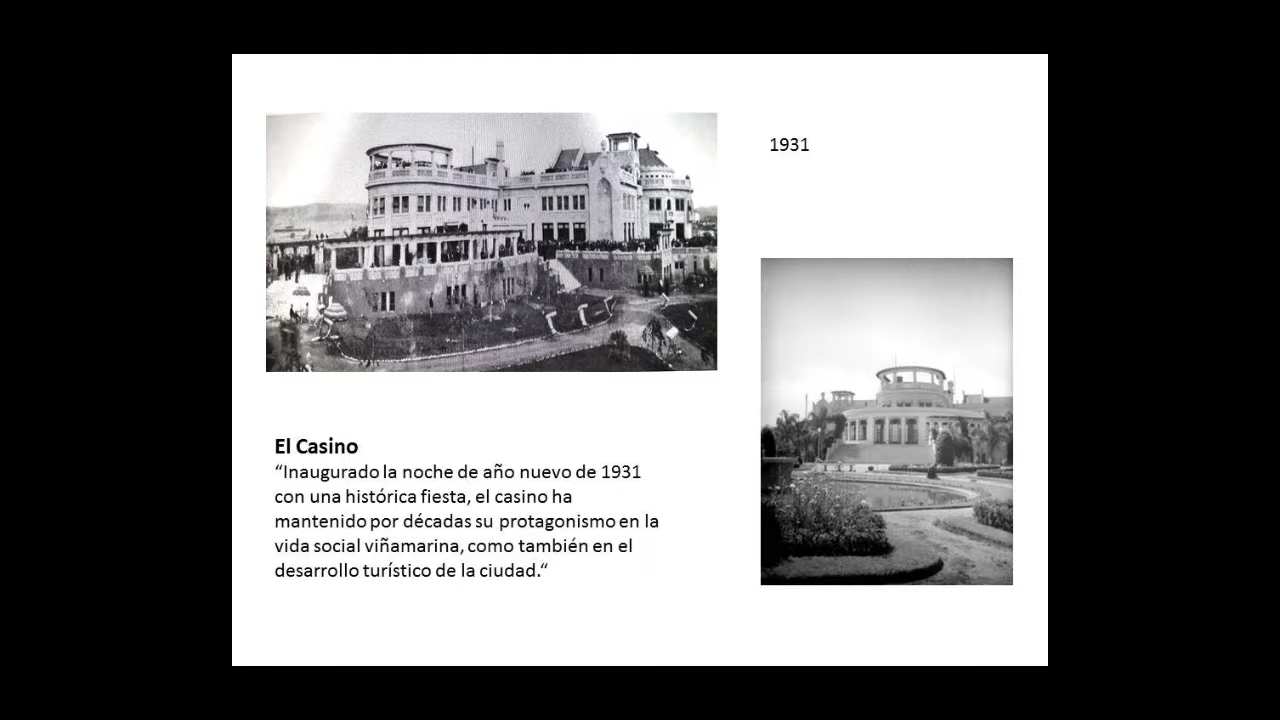 1931
El Casino
“Inaugurado la noche de año nuevo de 1931
con una histórica fiesta, el casino ha
mantenido por décadas su protagonismo en la
vida social viñamarina, como también en el
desarrollo turístico de la ciudad.“